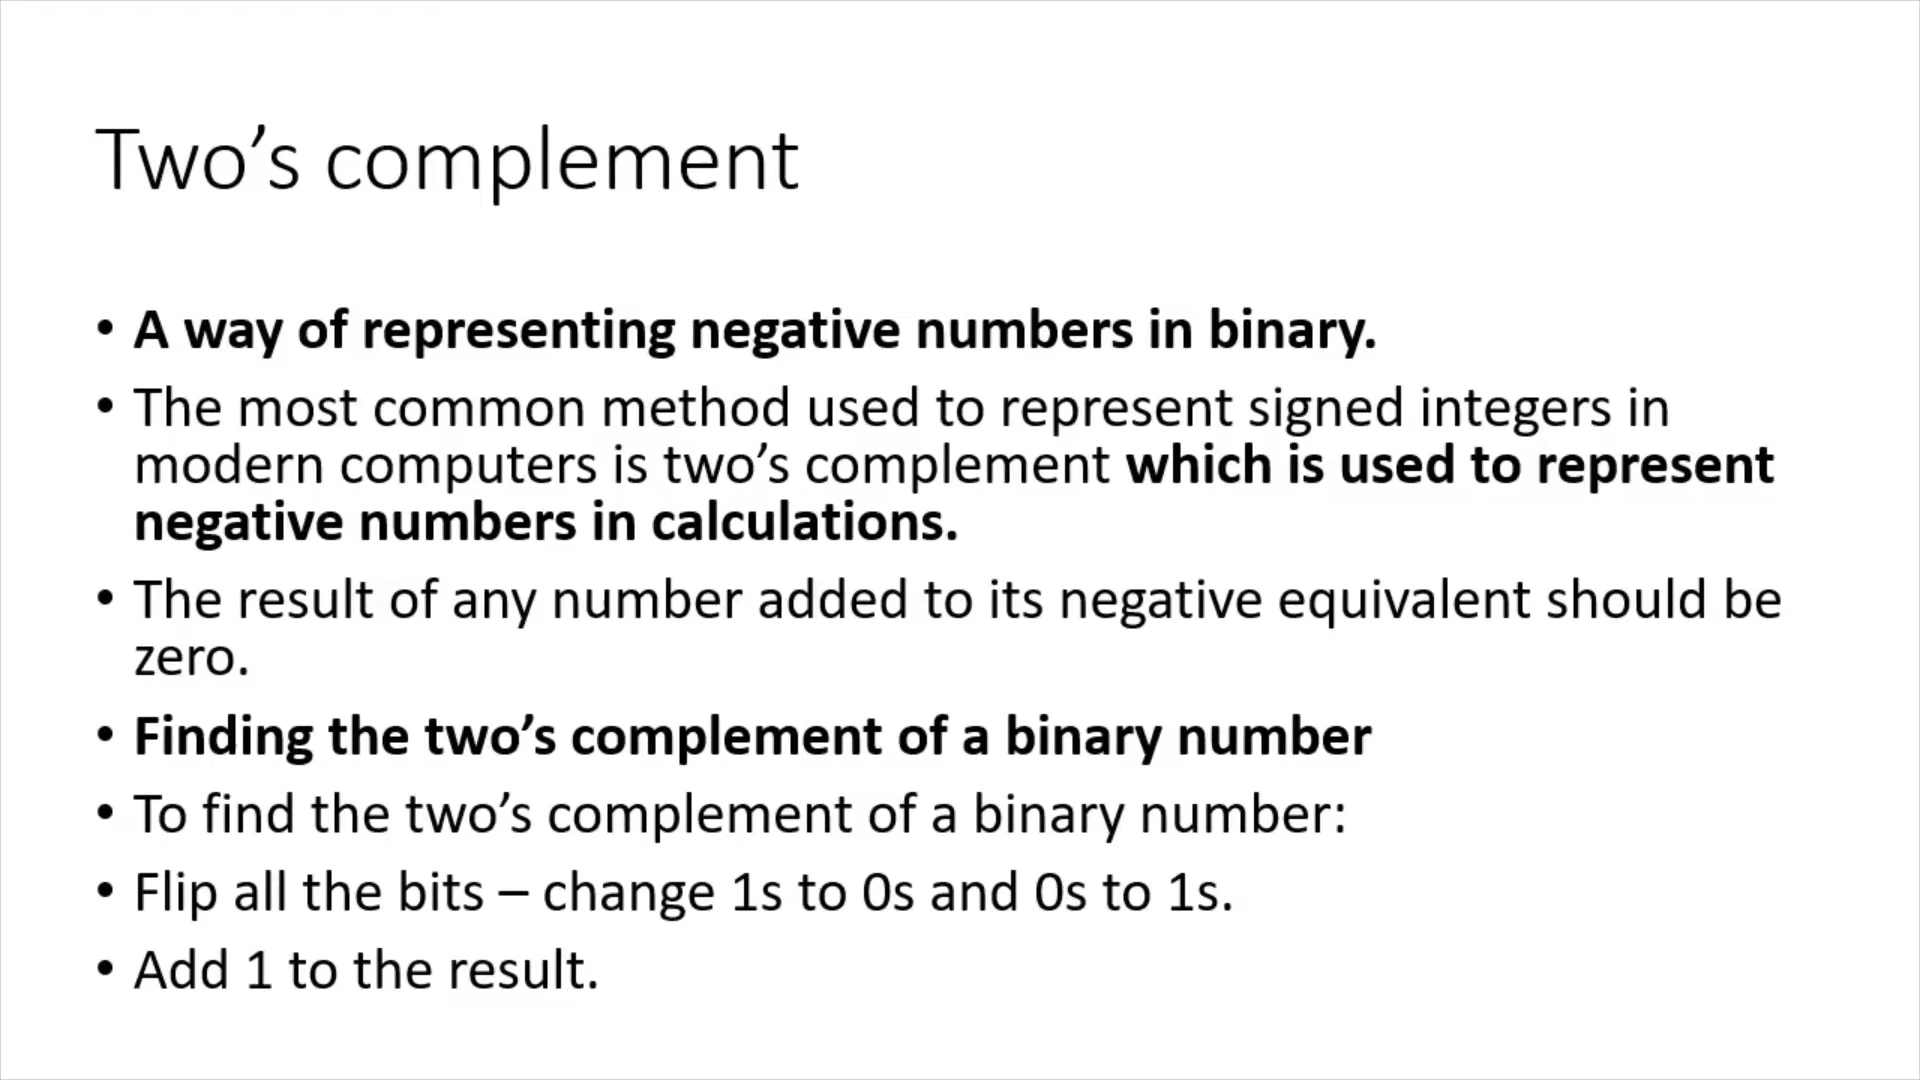 Two’s complement
• A way of representing negative numbers in binary.
• The most common method used to represent signed integers in
modern computers is two’s complement which is used to represent
negative numbers in calculations.
• The result of any number added to its negative equivalent should be
zero.
• Finding the two’s complement of a binary number
• To find the two’s complement of a binary number:
• Flip all the bits – change 1s to 0s and 0s to 1s.
• Add 1 to the result.